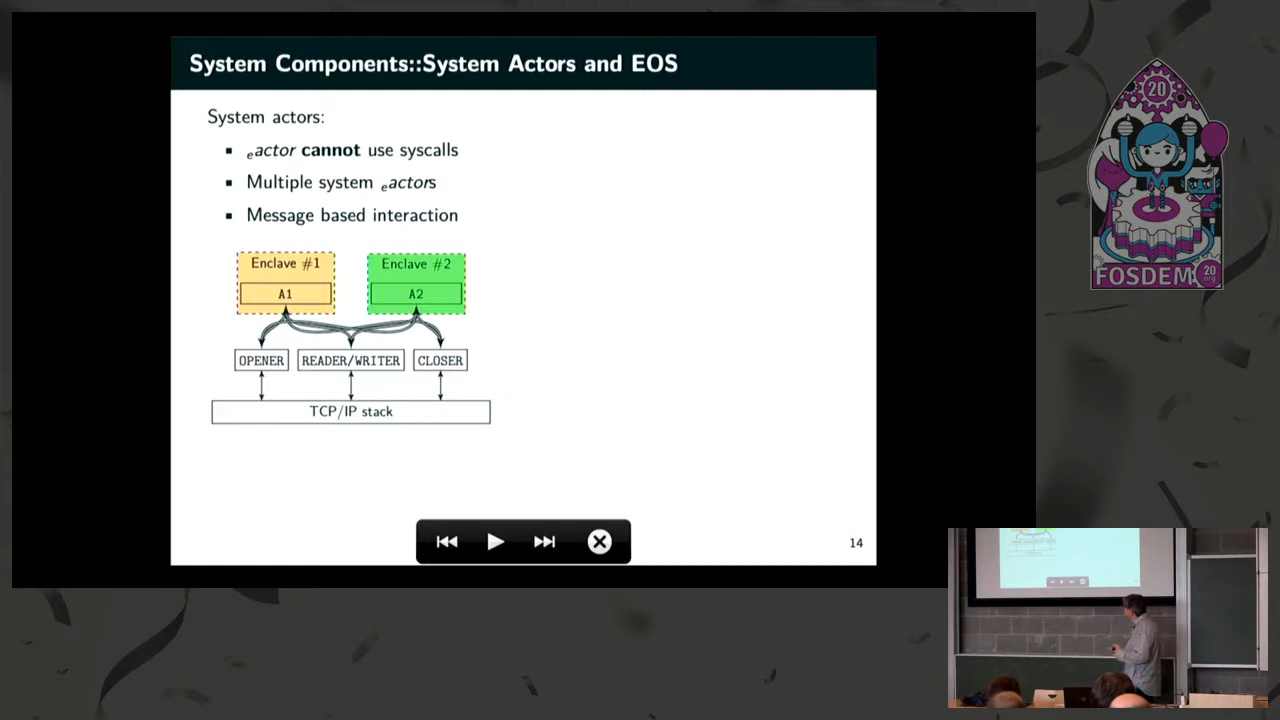 System Components::System Actors and EOS
System actors:
▪ eactor cannot use syscalls
▪ Multiple system eactors
▪ Message based interaction
Enclave #1
Enclave #2
A1
A2
OPENER
READER/WRITER
CLOSER
TCP/IP stack
14
20
FOSDEM
20
.org